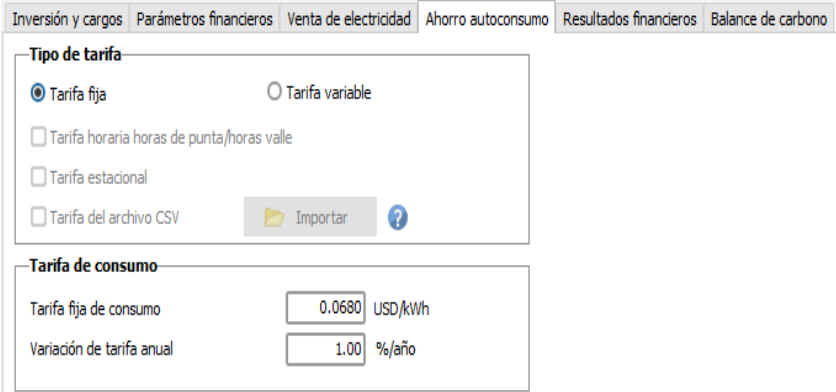 Inversión y cargos Parámetros financieros Venta de electricidad Ahorro autoconsumo Resultados financieros Balance de carbono
Tipo de tarifa
Tarifa fija Tarifa variable
Tarifa horaria horas de punta/horas valle
Tarifa estacional
Tarifa del archivo CSV Importar ?
Tarifa de consumo
Tarifa fija de consumo 0.0680 USD/kWh
Variación de tarifa anual 1.00 %/año